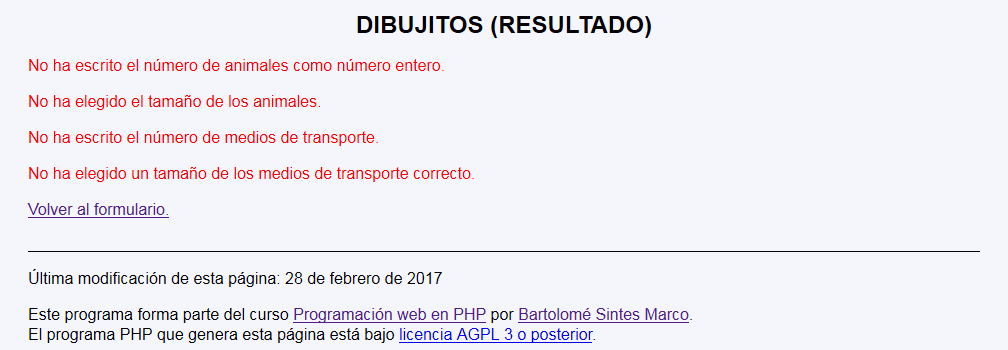 DIBUJITOS (RESULTADO)
No ha escrito el número de animales como número entero.
No ha elegido el tamaño de los animales.
No ha escrito el número de medios de transporte.
No ha elegido un tamaño de los medios de transporte correcto.
Volver al formulario.
Última modificación de esta página: 28 de febrero de 2017
Este programa forma parte del curso Programación web en PHP por Bartolomé Sintes Marco.
El programa PHP que genera esta página está bajo licencia AGPL 3 o posterior.